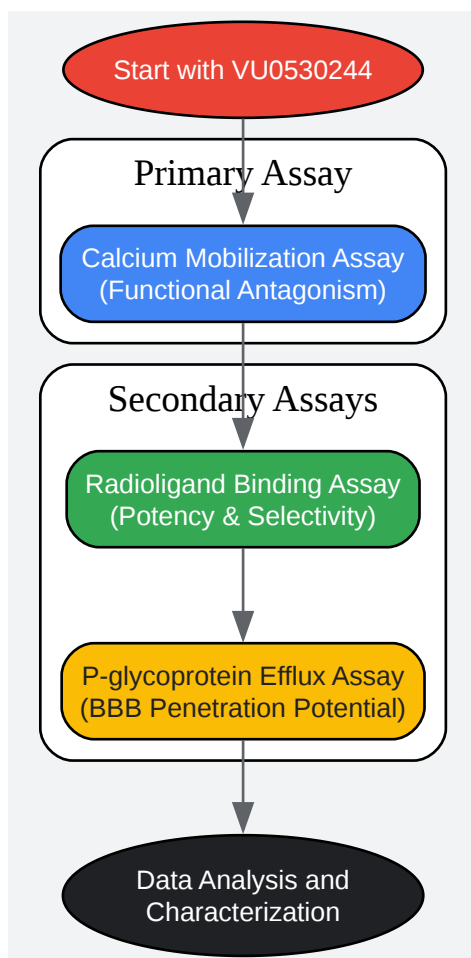 Start with VU0530244
Primary Assay
Calcium Mobilization Assay
(Functional Antagonism)
Secondary Assays
Radioligand Binding Assay
(Potency & Selectivity)
P-glycoprotein Efflux Assay
(BBB Penetration Potential)
Data Analysis and
Characterization